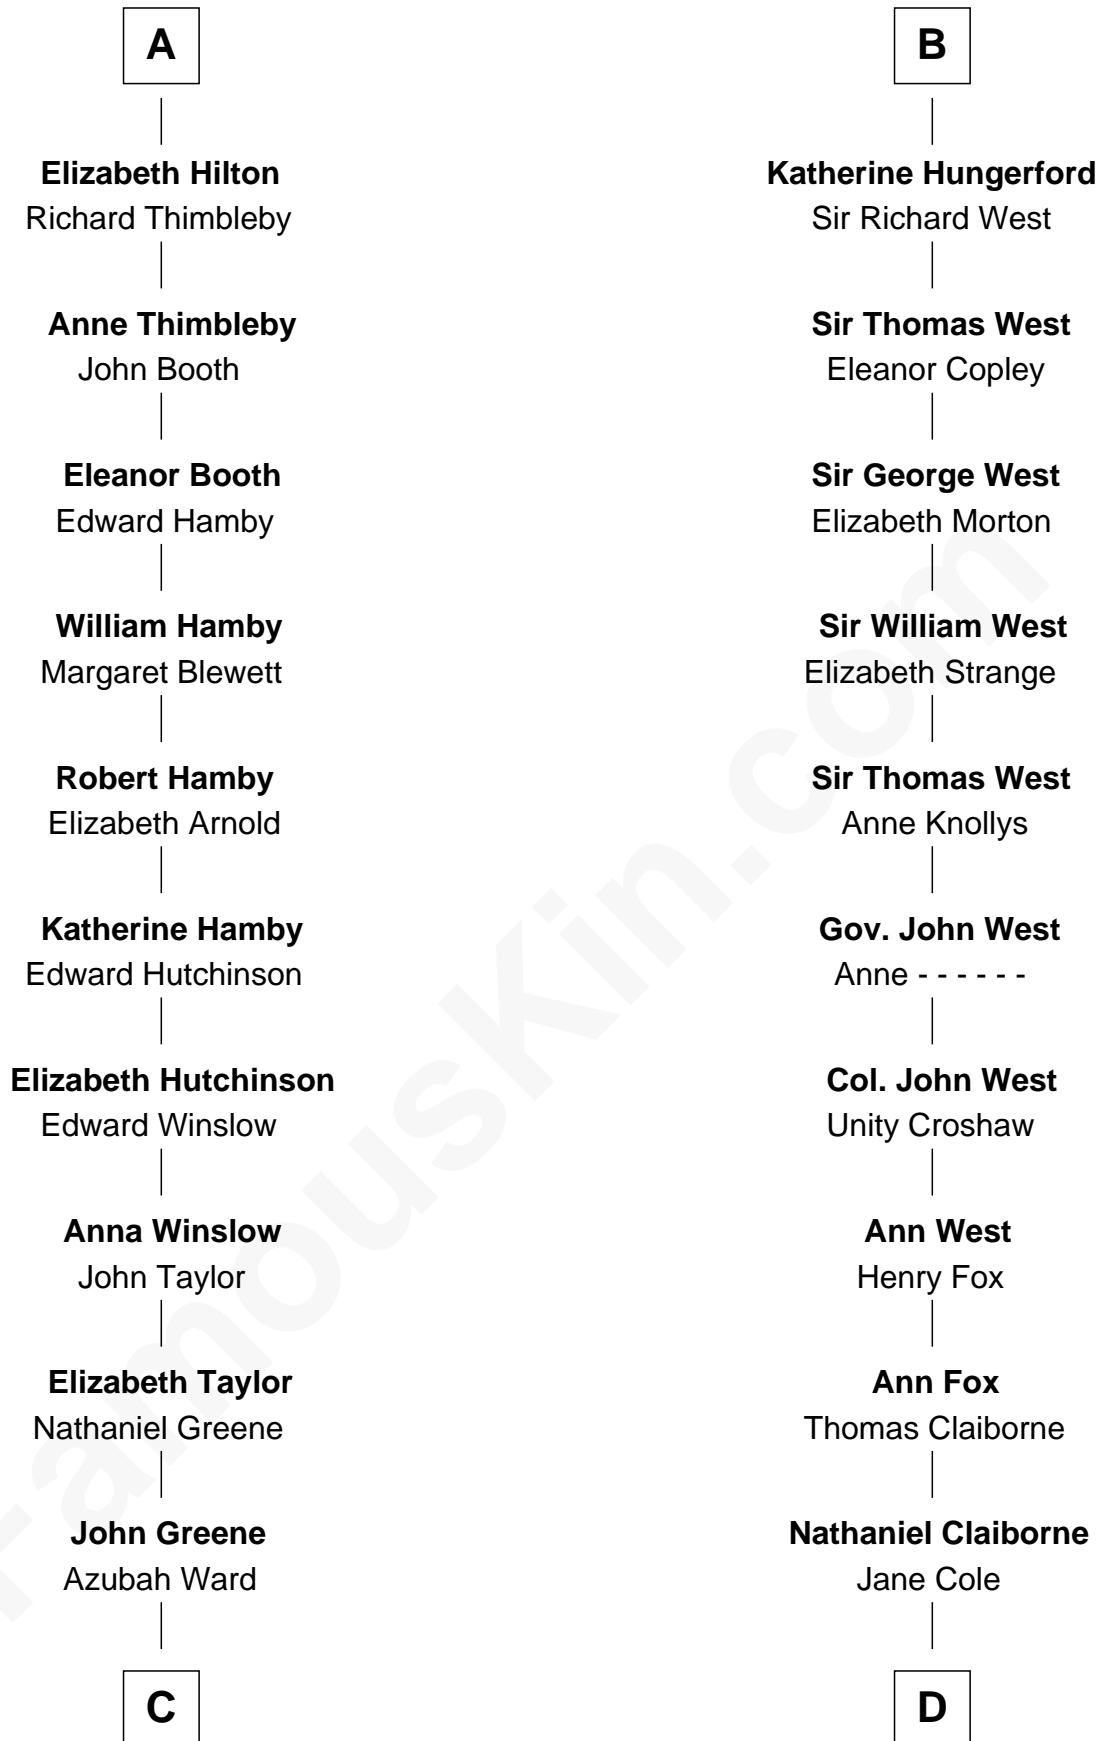 A
Elizabeth Hilton
Richard Thimbleby
Anne Thimbleby
John Booth
Eleanor Booth
Edward Hamby
William Hamby
Margaret Blewett
Robert Hamby
Elizabeth Arnold
Katherine Hamby
Edward Hutchinson
Elizabeth Hutchinson
Edward Winslow
Anna Winslow
John Taylor
Elizabeth Taylor
Nathaniel Greene
John Greene
Azubah Ward
C
B
Katherine Hungerford
Sir Richard West
Sir Thomas West
Eleanor Copley
Sir George West
Elizabeth Morton
Sir William West
Elizabeth Strange
Sir Thomas West
Anne Knollys
Gov. John West
Anne - - - - - -
Col. John West
Unity Croshaw
Ann West
Henry Fox
Ann Fox
Thomas Claiborne
Nathaniel Claiborne
Jane Cole
D
FamousKin.com